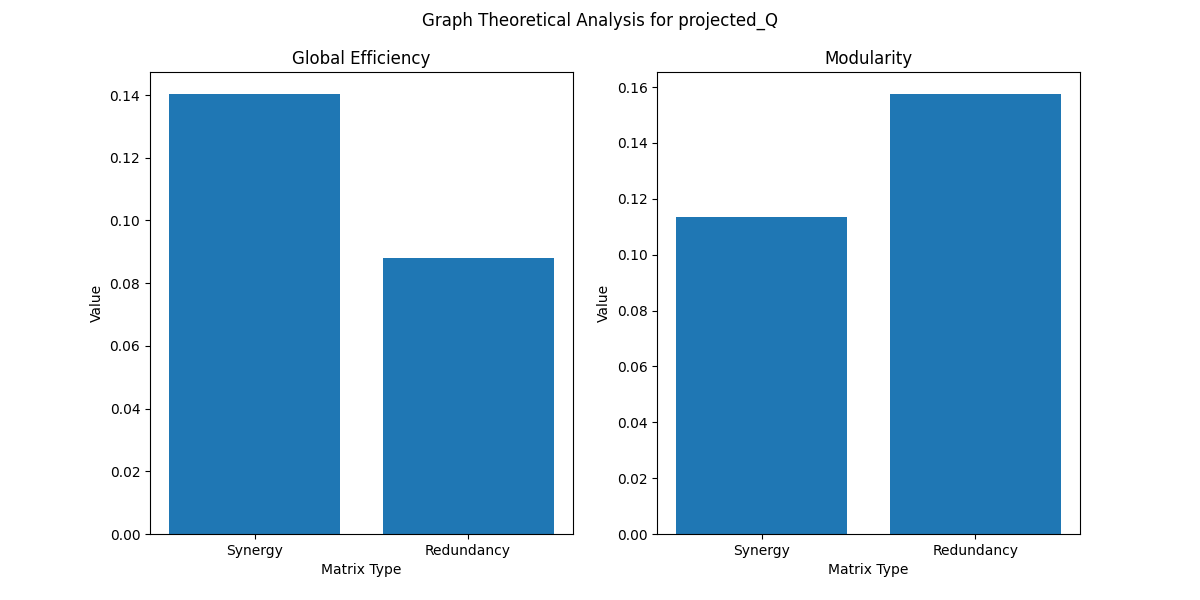 Graph Theoretical Analysis for projected_Q
Global Efficiency
Value
0.14
0.12
0.10
0.08
0.06
0.04
0.02
0.00
Synergy
Redundancy
Matrix Type
Modularity
Value
0.16
0.14
0.12
0.10
0.08
0.06
0.04
0.02
0.00
Synergy
Redundancy
Matrix Type